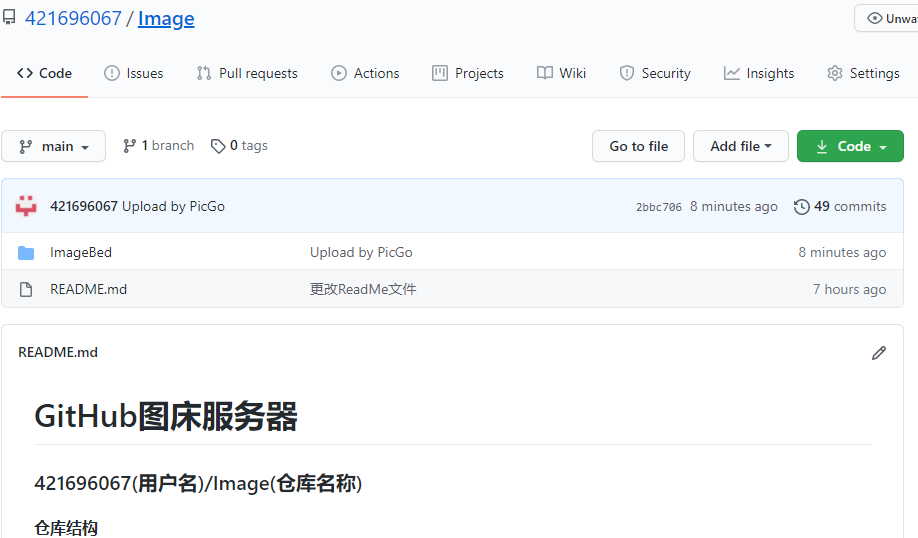 421696067 / Image
Unwa
Code Issues Pull requests Actions Projects Wiki Security Insights Settings
main 1 branch 0 tags Go to file Add file Code
421696067 Upload by PicGo 2bbc706 8 minutes ago 49 commits
ImageBed Upload by PicGo 8 minutes ago
README.md 更改ReadMe文件 7 hours ago
README.md
GitHub图床服务器
421696067(用户名)/Image(仓库名称)
仓库结构